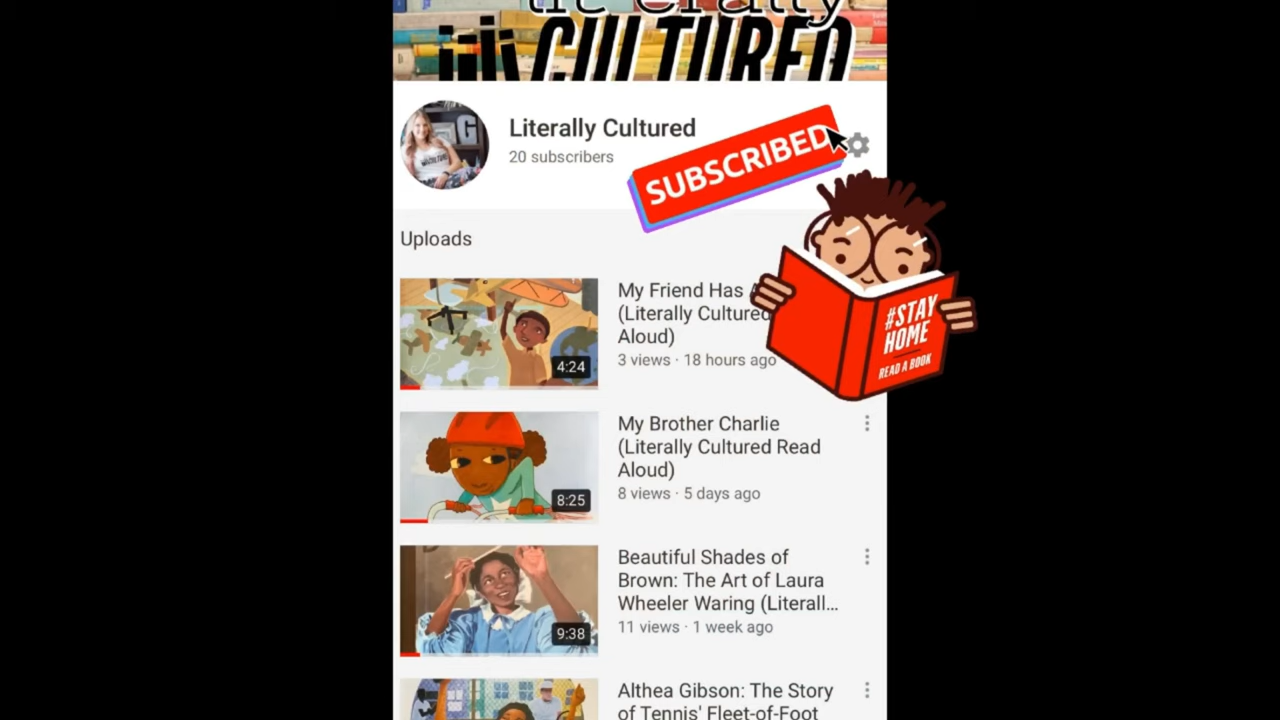 CULTURED
Literally Cultured
20 subscribers
SUBSCRIBED
Uploads
My Friend Has
(Literally Cultured
Aloud)
3 views · 18 hours ago
4:24
#STAY
HOME
READ A BOOK
My Brother Charlie
(Literally Cultured Read
Aloud)
8 views · 5 days ago
8:25
Beautiful Shades of
Brown: The Art of Laura
Wheeler Waring (Literall...
11 views · 1 week ago
9:38
Althea Gibson: The Story
of Tennis' Fleet-of-Foot